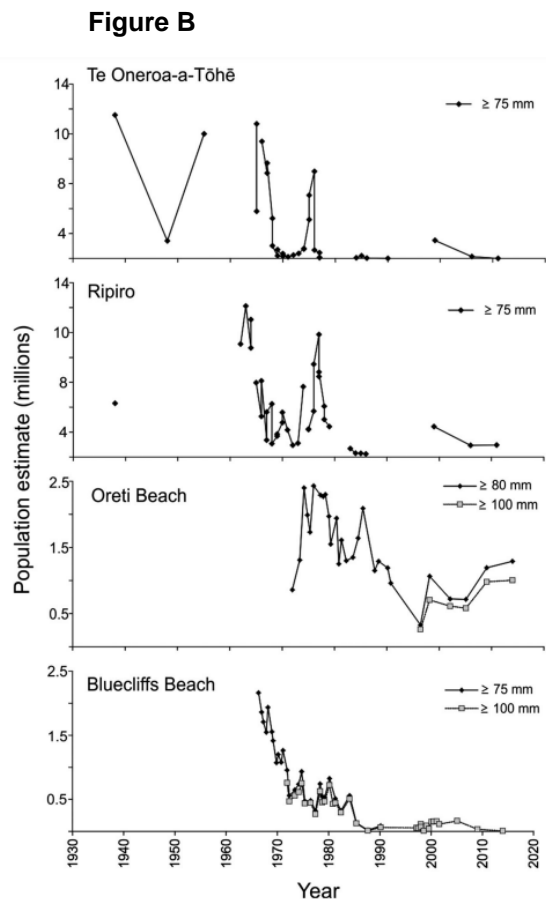 Figure B
Te Oneroa-a-Tōhē
≥ 75 mm
14
10
8
4
Ripiro
≥ 75 mm
14
10
8
4
Oreti Beach
≥ 80 mm
≥ 100 mm
2.5
1.5
0.5
Bluecliffs Beach
≥ 75 mm
≥ 100 mm
2.5
1.5
0.5
Population estimate (millions)
1930 1940 1950 1960 1970 1980 1990 2000 2010 2020
Year